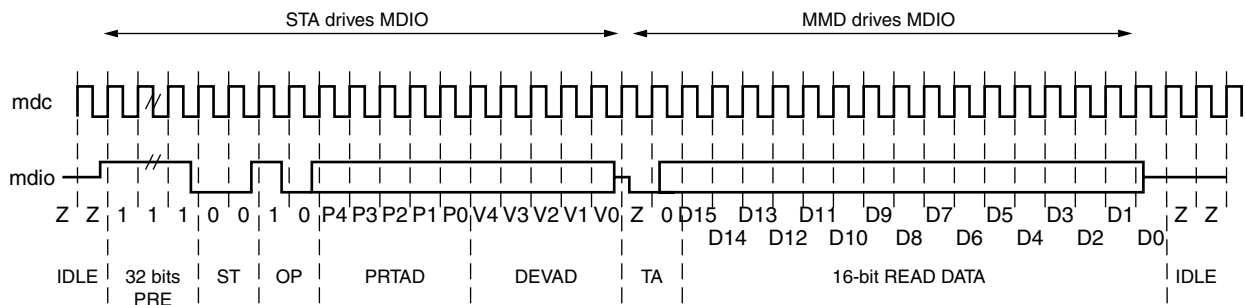 STA drives MDIO MMD drives MDIO
mdc
mdio
Z Z 1 1 1 0 0 1 0 P4 P3 P2 P1 P0 V4 V3 V2 V1 V0 Z 0 D15 D13 D11 D9 D7 D5 D3 D1 Z Z
D14 D12 D10 D8 D6 D4 D2 D0
IDLE 32 bits ST OP PRTAD DEVAD TA 16-bit READ DATA IDLE
PRE